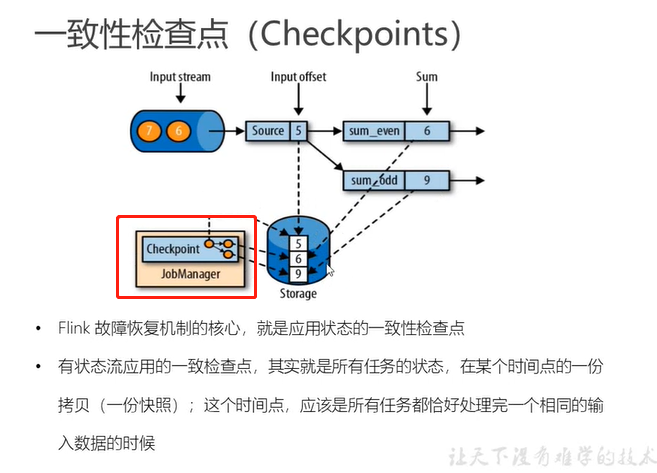 一致性检查点（Checkpoints）
Input stream
Input offset
Sum
7
6
Source
5
sum_even
6
sum_odd
9
Checkpoint
JobManager
5
6
9
Storage
• Flink 故障恢复机制的核心，就是应用状态的一致性检查点
• 有状态流应用的一致检查点，其实就是所有任务的状态，在某个时间点的一份
拷贝（一份快照）；这个时间点，应该是所有任务都恰好处理完一个相同的输
入数据的时候
让天下没有难学的技术